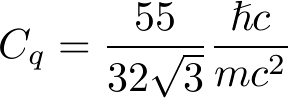 $C_q = \frac{55}{32\sqrt{3}} \frac{\hbar c}{mc^2}$